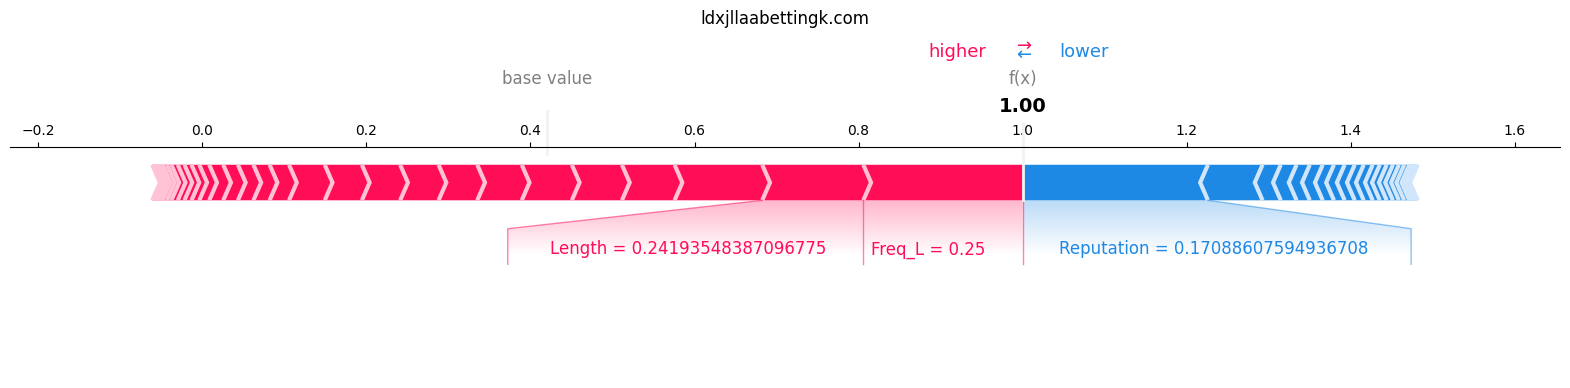 ldxjllaabettingk.com
higher ⇄ lower
base value f(x)
1.00
−0.2 0.0 0.2 0.4 0.6 0.8 1.0 1.2 1.4 1.6
Length = 0.24193548387096775 Freq_L = 0.25 Reputation = 0.17088607594936708